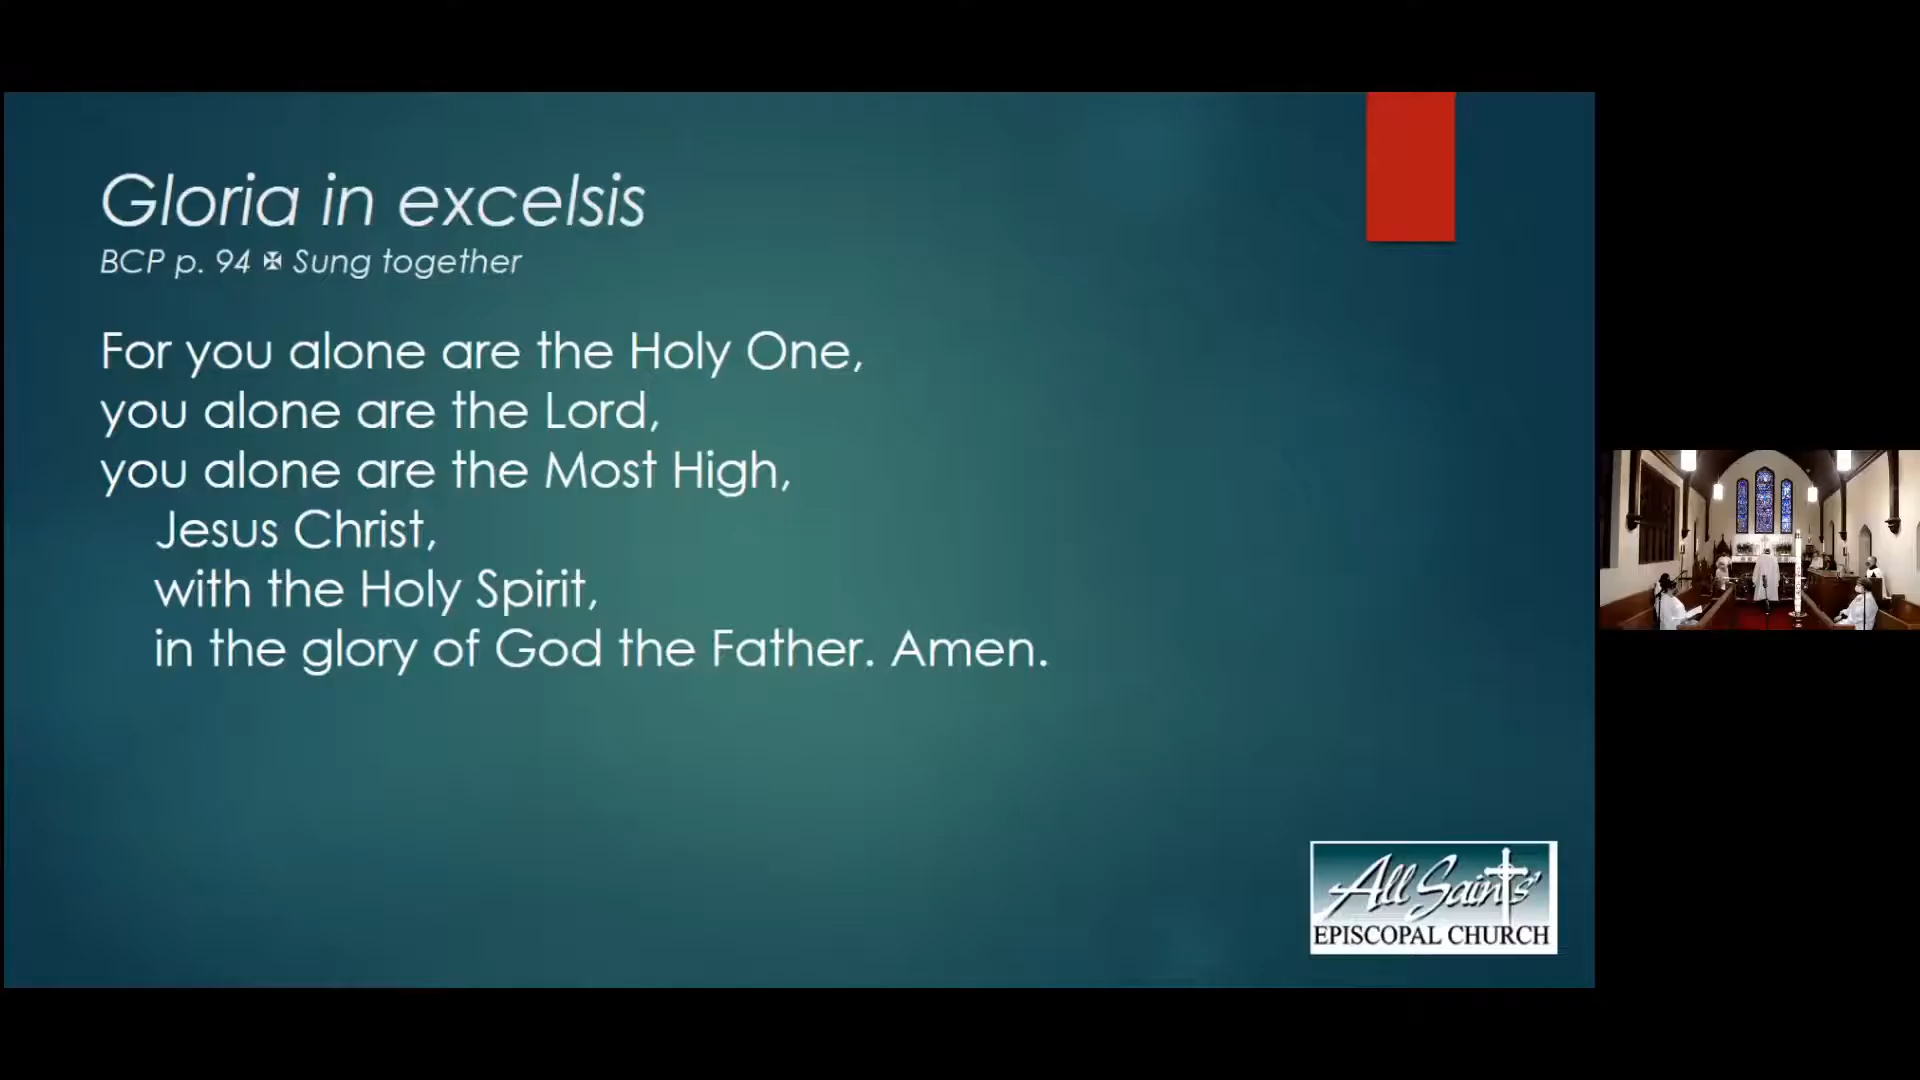 Gloria in excelsis
BCP p. 94 ✠ Sung together
For you alone are the Holy One,
you alone are the Lord,
you alone are the Most High,
Jesus Christ,
with the Holy Spirit,
in the glory of God the Father. Amen.
All Saints'
EPISCOPAL CHURCH